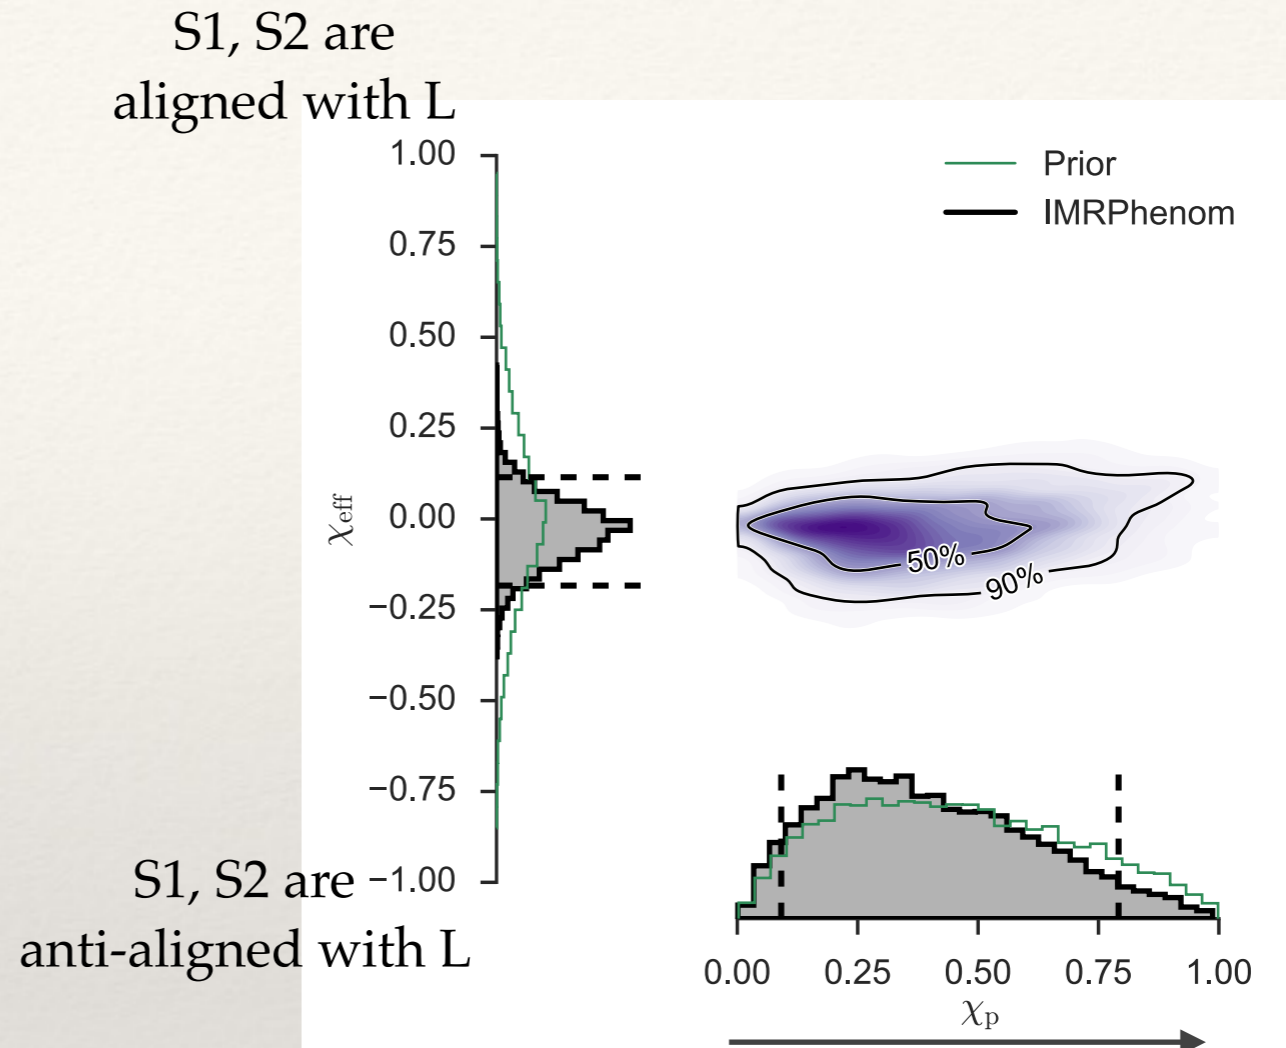 S1, S2 are
aligned with L
Prior
IMRPhenom
1.00
0.75
0.50
0.25
0.00
−0.25
−0.50
−0.75
−1.00
χeff
50%
90%
S1, S2 are
anti-aligned with L
0.00 0.25 0.50 0.75 1.00
χp